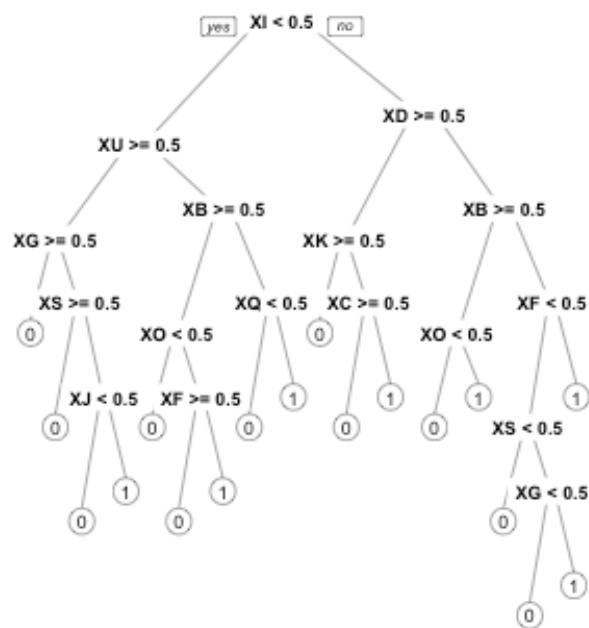 yes XI < 0.5 no
XD >= 0.5
XU >= 0.5
XB >= 0.5 XB >= 0.5
XG >= 0.5 XK >= 0.5
XS >= 0.5 XQ < 0.5 XC >= 0.5 XF < 0.5
0 XO < 0.5 0 XO < 0.5
XJ < 0.5 XF >= 0.5 1 1 1 1
0 0 0 0 0 XS < 0.5
1 1 XG < 0.5
0 0 0
1
0